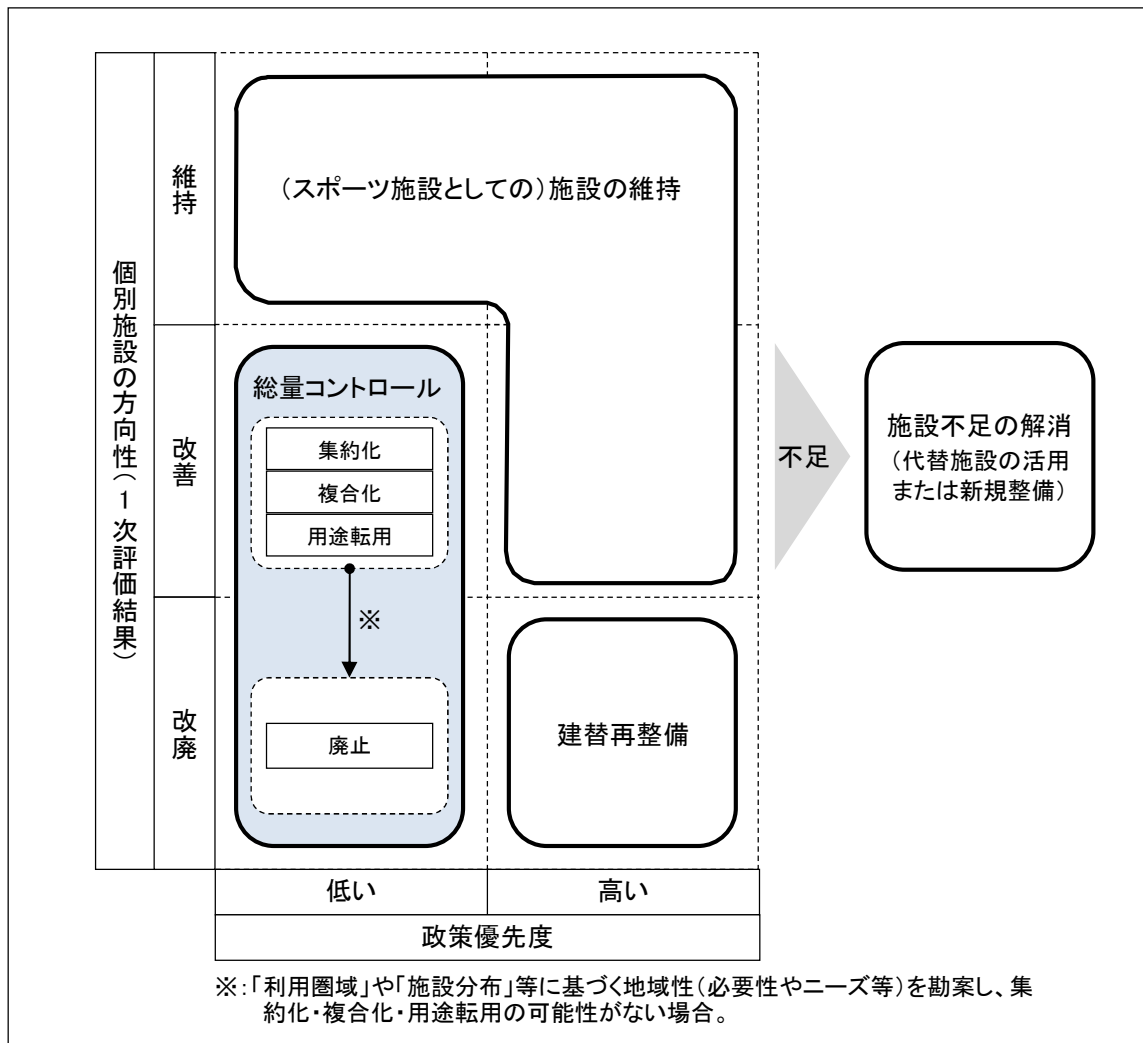 個別施設の方向性(１次評価結果)
維持
(スポーツ施設としての)施設の維持
改善
総量コントロール
集約化
複合化
用途転用
※
不足
施設不足の解消
(代替施設の活用
または新規整備)
改廃
廃止
建替再整備
低い
高い
政策優先度
※:「利用圏域」や「施設分布」等に基づく地域性(必要性やニーズ等)を勘案し、集
約化・複合化・用途転用の可能性がない場合。